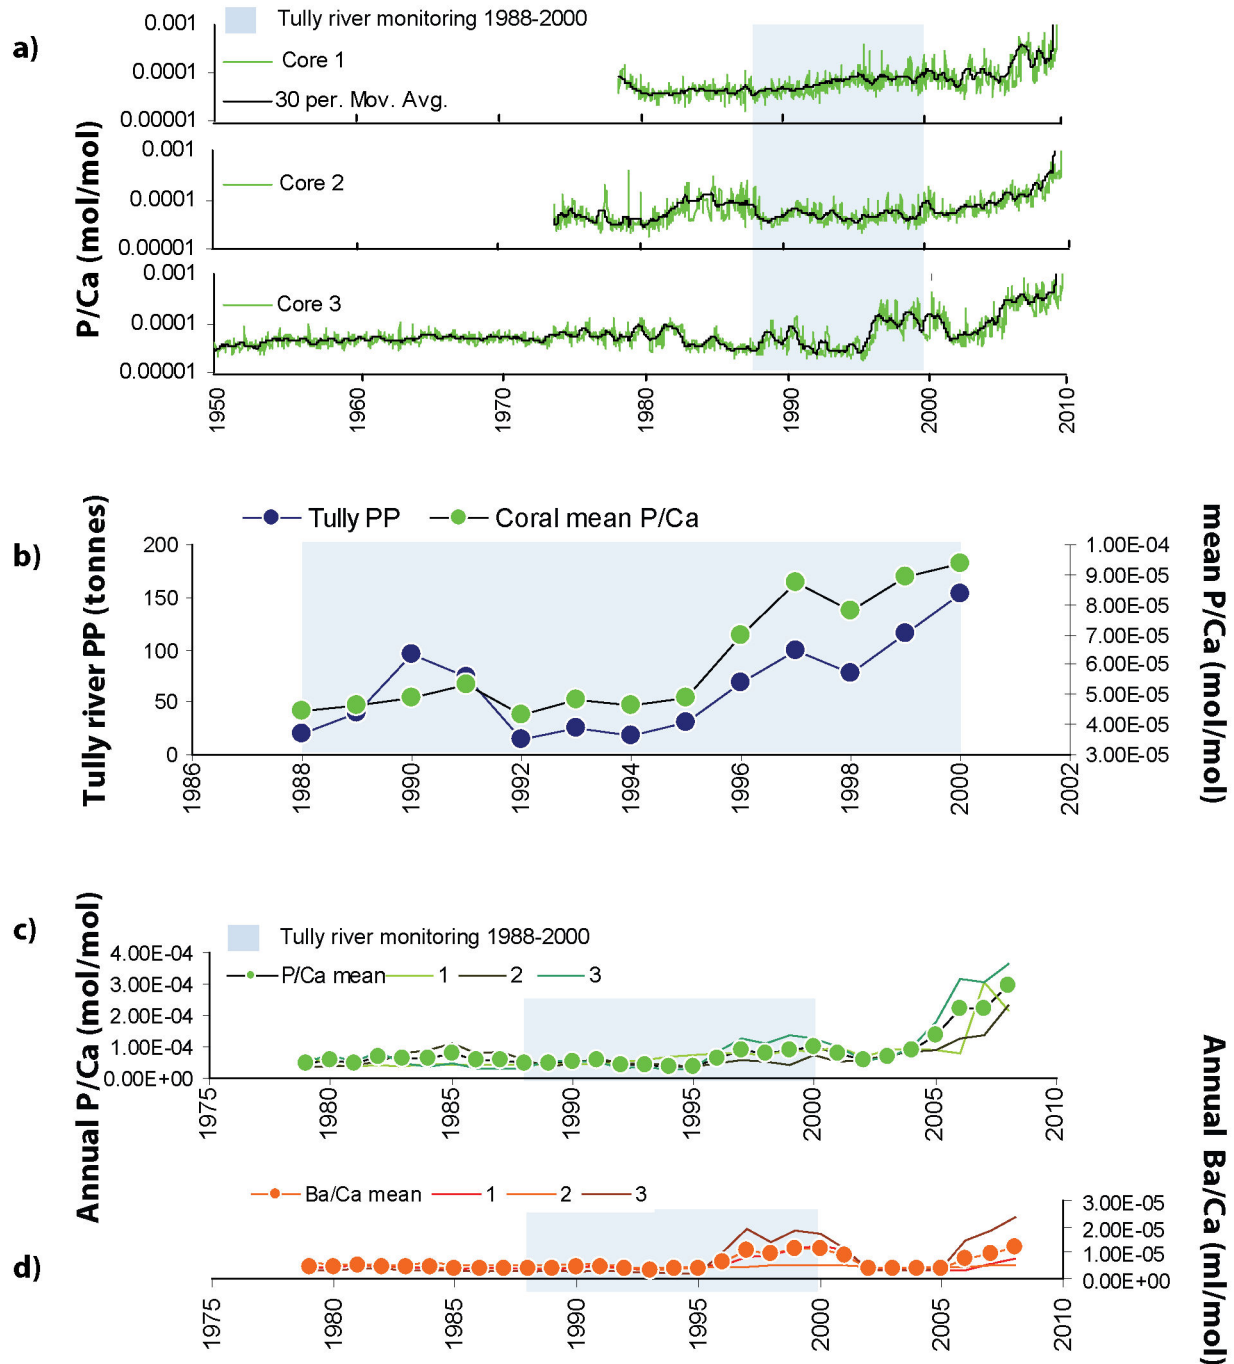 a)
P/Ca (mol/mol)
Tully river monitoring 1988-2000
0.001
Core 1
0.0001
30 per. Mov. Avg.
0.00001
0.001
Core 2
0.0001
0.00001
0.001
Core 3
0.0001
0.00001
1950 1960 1970 1980 1990 2000 2010
b)
Tully river PP (tonnes)
mean P/Ca (mol/mol)
Tully PP Coral mean P/Ca
200 1.00E-04
9.00E-05
150 8.00E-05
7.00E-05
100 6.00E-05
50 5.00E-05
4.00E-05
0 3.00E-05
1986 1988 1990 1992 1994 1996 1998 2000 2002
c)
Annual P/Ca (mol/mol)
Tully river monitoring 1988-2000
4.00E-04
P/Ca mean 1 2 3
3.00E-04
2.00E-04
1.00E-04
0.00E+00
1975 1980 1985 1990 1995 2000 2005 2010
d)
Annual Ba/Ca (ml/mol)
Ba/Ca mean 1 2 3
3.00E-05
2.00E-05
1.00E-05
0.00E+00
1975 1980 1985 1990 1995 2000 2005 2010